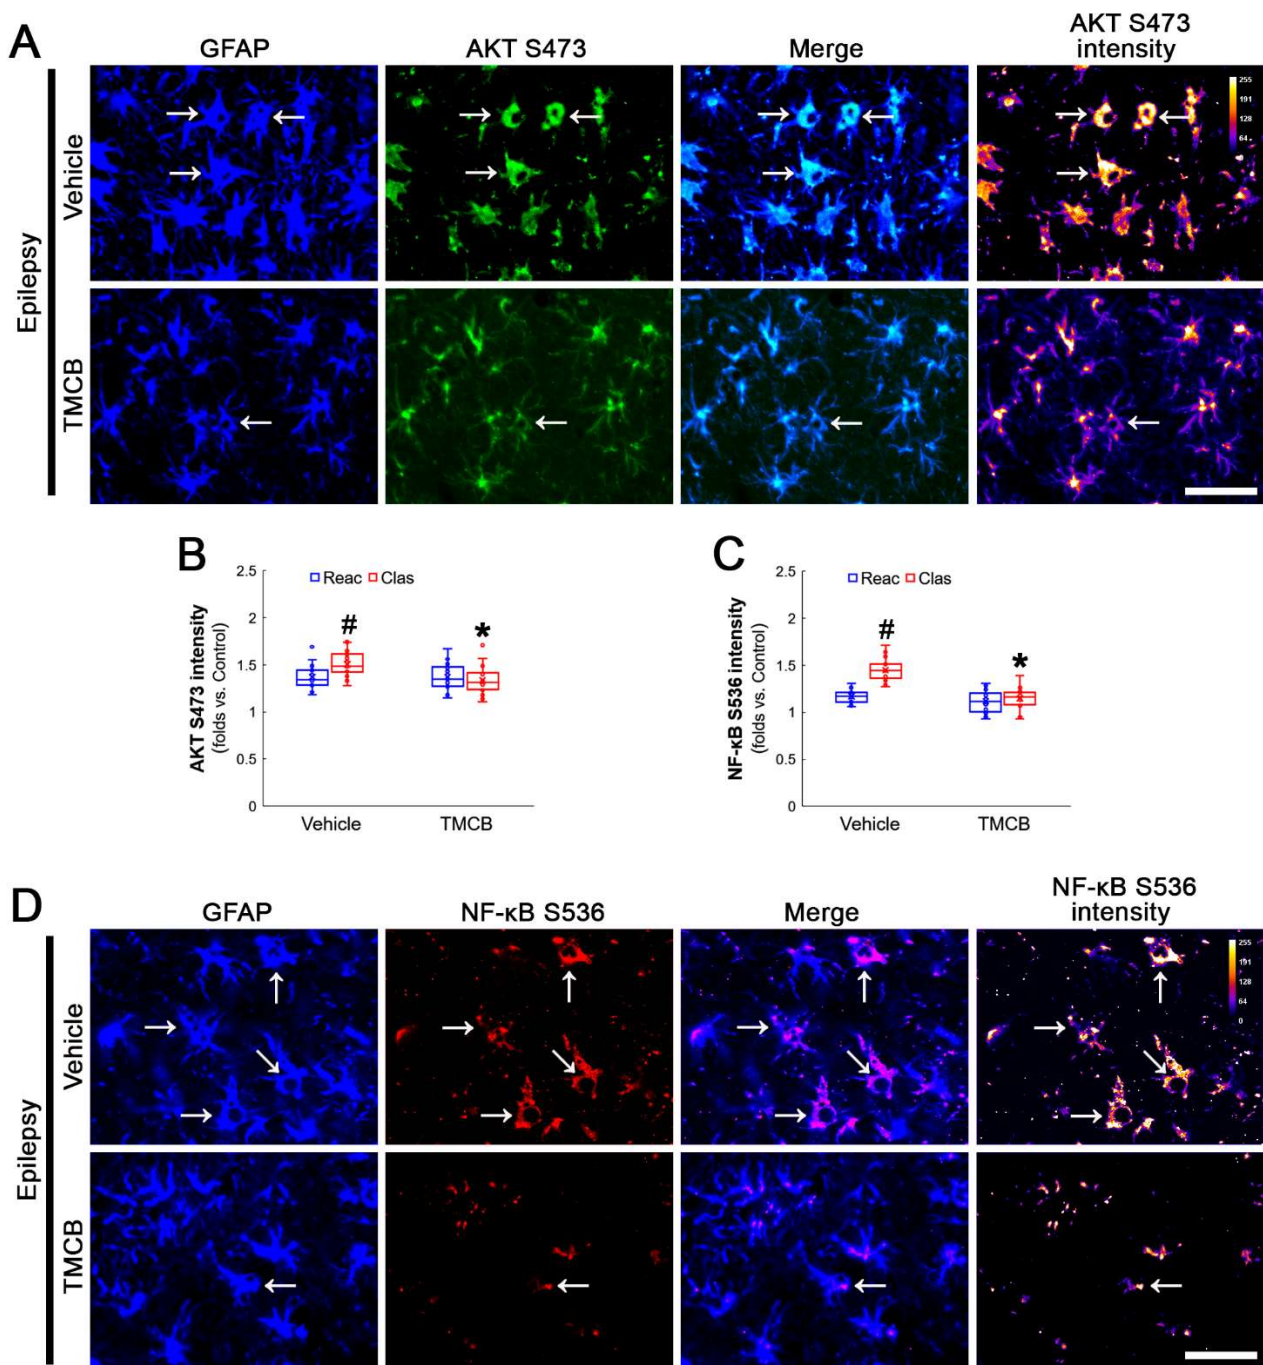 A
GFAP
AKT S473
Merge
AKT S473
intensity
Epilepsy
Vehicle
TMCB
255
191
128
64
B
AKT S473 intensity
(folds vs. Control)
2.5
2
1.5
1
0.5
0
Reac
Clas
#
*
Vehicle
TMCB
C
NF-κB S536 intensity
(folds vs. Control)
2.5
2
1.5
1
0.5
0
Reac
Clas
#
*
Vehicle
TMCB
D
GFAP
NF-κB S536
Merge
NF-κB S536
intensity
Epilepsy
Vehicle
TMCB
255
191
128
64
0